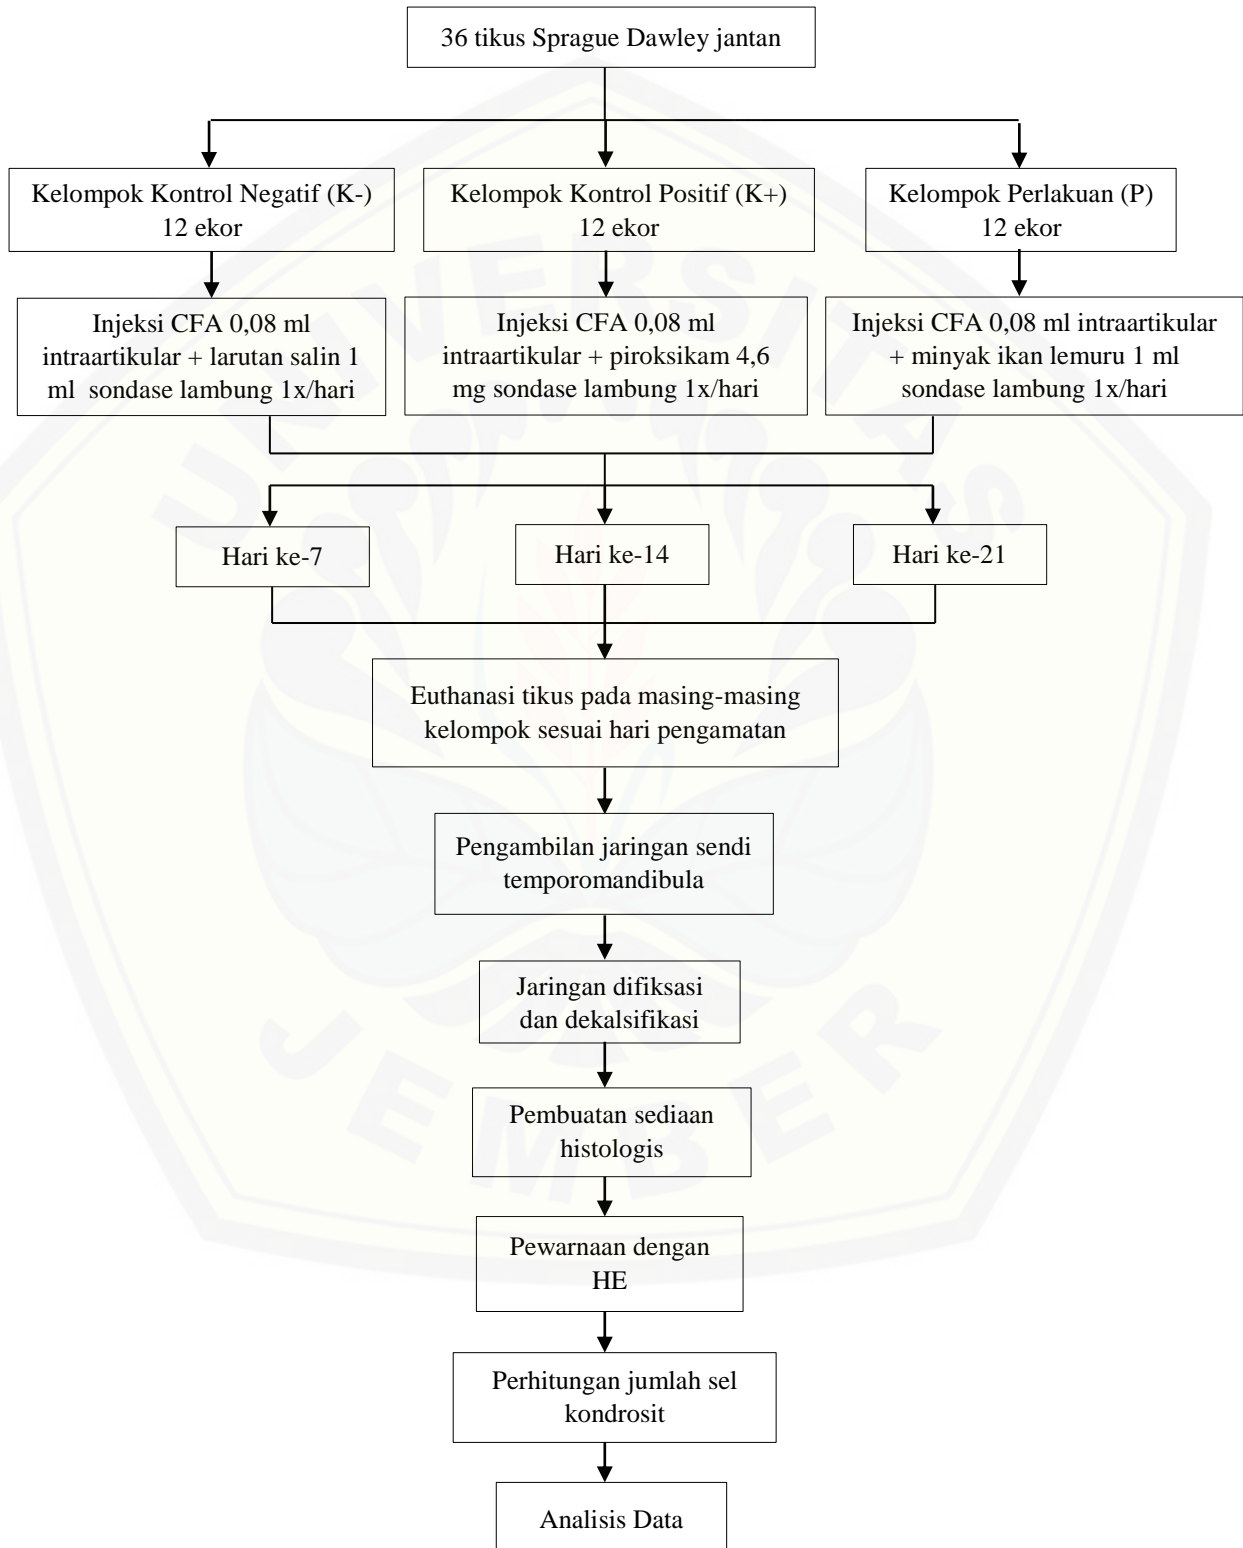 36 tikus Sprague Dawley jantan
Kelompok Kontrol Negatif (K-)
12 ekor
Kelompok Kontrol Positif (K+)
12 ekor
Kelompok Perlakuan (P)
12 ekor
Injeksi CFA 0,08 ml
intraartikular + larutan salin 1
ml sondase lambung 1x/hari
Injeksi CFA 0,08 ml
intraartikular + piroksikam 4,6
mg sondase lambung 1x/hari
Injeksi CFA 0,08 ml intraartikular
+ minyak ikan lemuru 1 ml
sondase lambung 1x/hari
Hari ke-7
Hari ke-14
Hari ke-21
Euthanasi tikus pada masing-masing
kelompok sesuai hari pengamatan
Pengambilan jaringan sendi
temporomandibula
Jaringan difiksasi
dan dekalsifikasi
Pembuatan sediaan
histologis
Pewarnaan dengan
HE
Perhitungan jumlah sel
kondrosit
Analisis Data
UNIVERSITAS
JEMBER